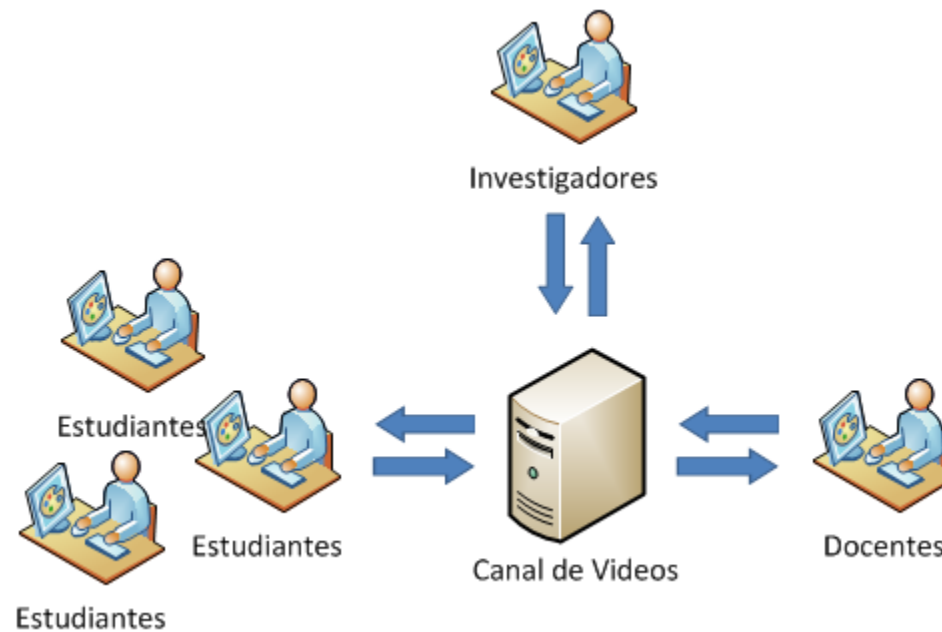 Investigadores
Estudiantes
Estudiantes
Estudiantes
Canal de Videos
Docentes